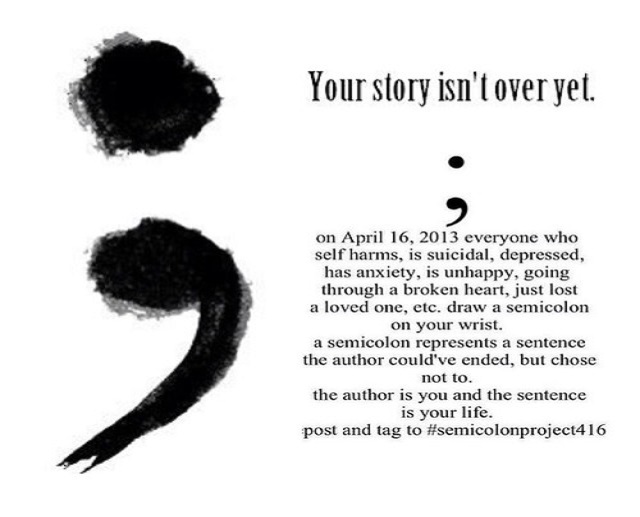 Your story isn't over yet.
;
on April 16, 2013 everyone who
self harms, is suicidal, depressed,
has anxiety, is unhappy, going
through a broken heart, just lost
a loved one, etc. draw a semicolon
on your wrist.
a semicolon represents a sentence
the author could've ended, but chose
not to.
the author is you and the sentence
is your life.
post and tag to #semicolonproject416